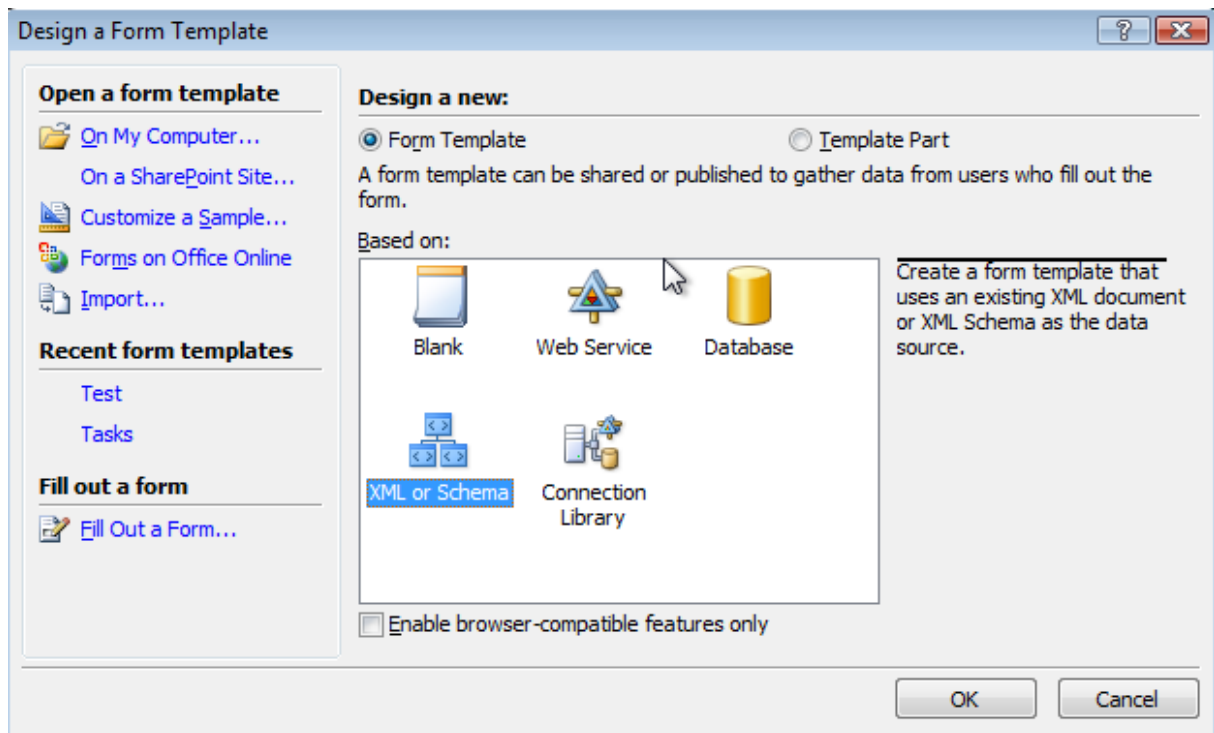 Design a Form Template
Open a form template
On My Computer...
On a SharePoint Site...
Customize a Sample...
Forms on Office Online
Import...
Recent form templates
Test
Tasks
Fill out a form
Fill Out a Form...
Design a new:
Form Template
Template Part
A form template can be shared or published to gather data from users who fill out the
form.
Based on:
Blank
Web Service
Database
XML or Schema
Connection
Library
Create a form template that
uses an existing XML document
or XML Schema as the data
source.
Enable browser-compatible features only
OK
Cancel